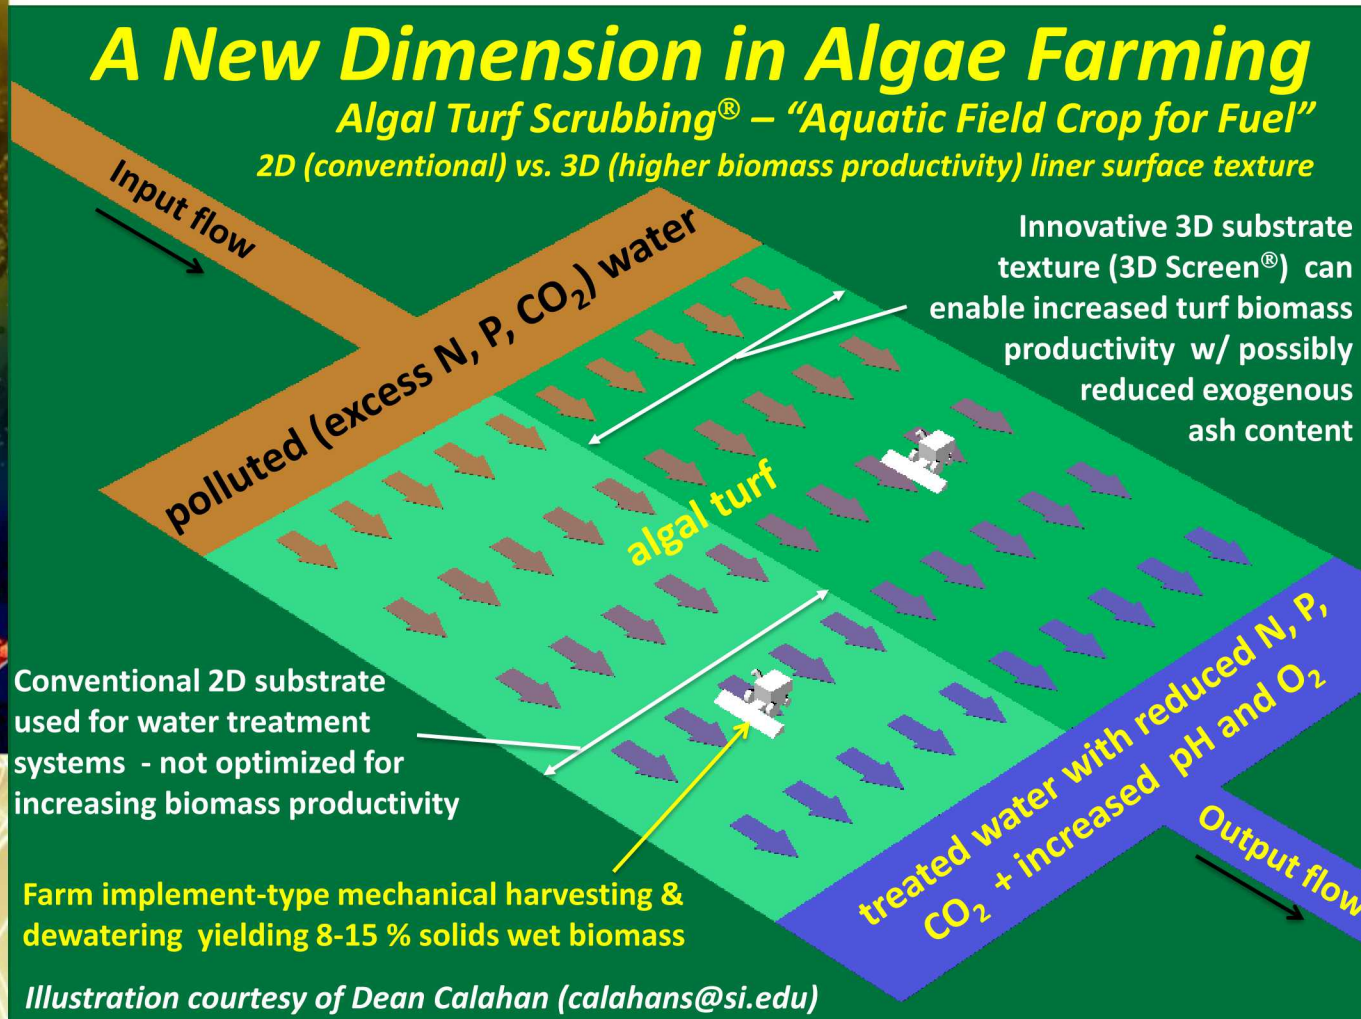 A New Dimension in Algae Farming
Algal Turf Scrubbing® – “Aquatic Field Crop for Fuel”
2D (conventional) vs. 3D (higher biomass productivity) liner surface texture
Input flow
polluted (excess N, P, CO₂) water
Innovative 3D substrate
texture (3D Screen®) can
enable increased turf biomass
productivity w/ possibly
reduced exogenous
ash content
algal turf
Conventional 2D substrate
used for water treatment
systems - not optimized for
increasing biomass productivity
treated water with reduced N, P,
CO₂ + increased pH and O₂
Output flow
Farm implement-type mechanical harvesting &
dewatering yielding 8-15 % solids wet biomass
Illustration courtesy of Dean Calahan (calahans@si.edu)